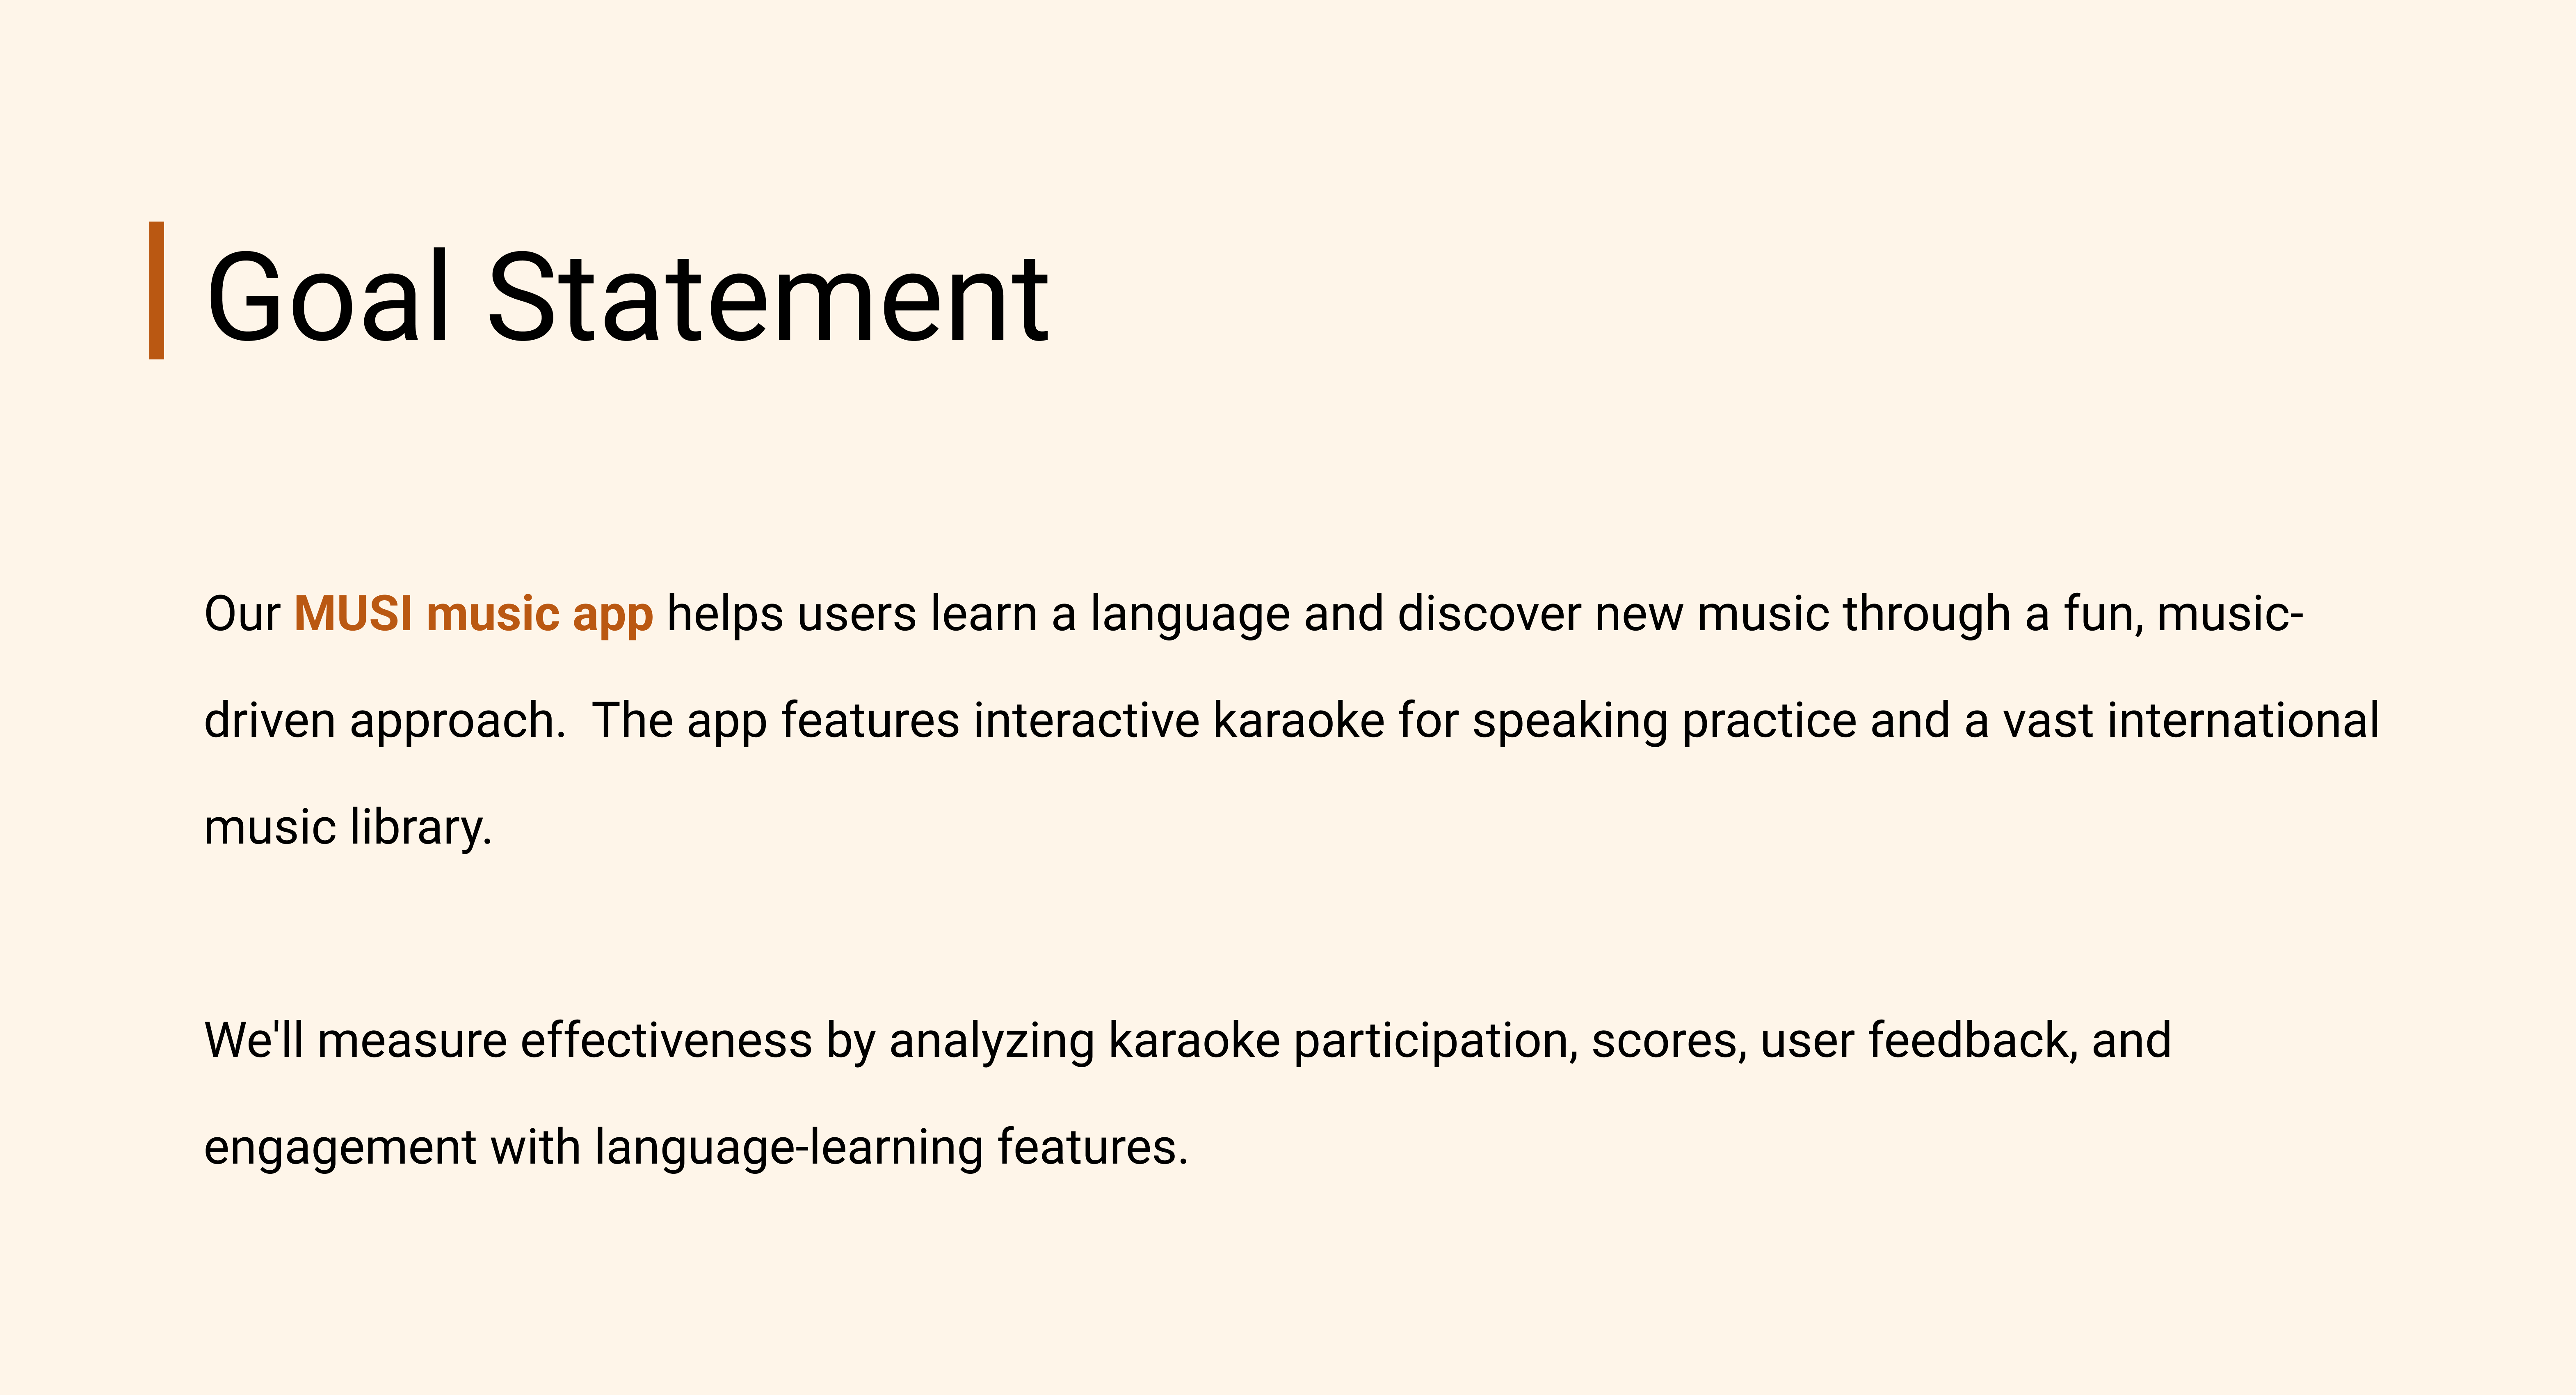 Goal Statement
Our MUSI music app helps users learn a language and discover new music through a fun, music-
driven approach.  The app features interactive karaoke for speaking practice and a vast international
music library.
We'll measure effectiveness by analyzing karaoke participation, scores, user feedback, and
engagement with language-learning features.